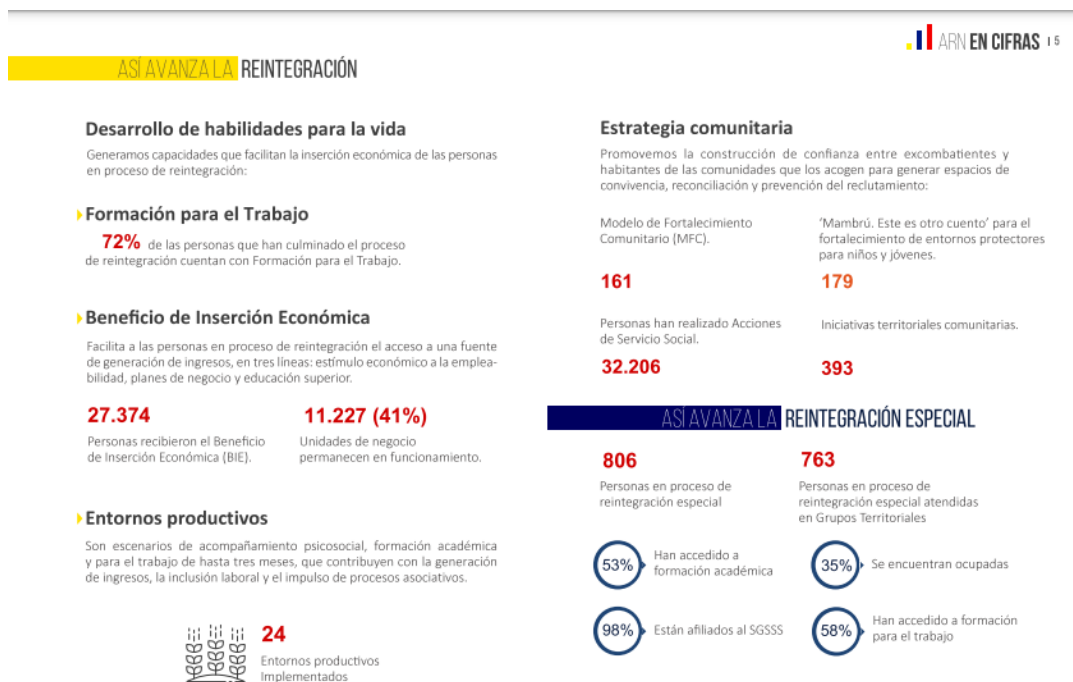 ARN EN CIFRAS | 5
ASÍ AVANZA LA REINTEGRACIÓN
Desarrollo de habilidades para la vida
Generamos capacidades que facilitan la inserción económica de las personas
en proceso de reintegración:
Formación para el Trabajo
72% de las personas que han culminado el proceso
de reintegración cuentan con Formación para el Trabajo.
Beneficio de Inserción Económica
Facilita a las personas en proceso de reintegración el acceso a una fuente
de generación de ingresos, en tres líneas: estímulo económico a la emplea-
bilidad, planes de negocio y educación superior.
27.374
Personas recibieron el Beneficio
de Inserción Económica (BIE).
11.227 (41%)
Unidades de negocio
permanecen en funcionamiento.
Entornos productivos
Son escenarios de acompañamiento psicosocial, formación académica
y para el trabajo de hasta tres meses, que contribuyen con la generación
de ingresos, la inclusión laboral y el impulso de procesos asociativos.
24
Entornos productivos
Implementados
Estrategia comunitaria
Promovemos la construcción de confianza entre excombatientes y
habitantes de las comunidades que los acogen para generar espacios de
convivencia, reconciliación y prevención del reclutamiento:
Modelo de Fortalecimiento
Comunitario (MFC).
161
'Mambrú. Este es otro cuento' para el
fortalecimiento de entornos protectores
para niños y jóvenes.
179
Personas han realizado Acciones
de Servicio Social.
32.206
Iniciativas territoriales comunitarias.
393
ASÍ AVANZA LA REINTEGRACIÓN ESPECIAL
806
Personas en proceso de
reintegración especial
763
Personas en proceso de
reintegración especial atendidas
en Grupos Territoriales
53%
Han accedido a
formación académica
35%
Se encuentran ocupadas
98%
Están afiliados al SGSSS
58%
Han accedido a formación
para el trabajo